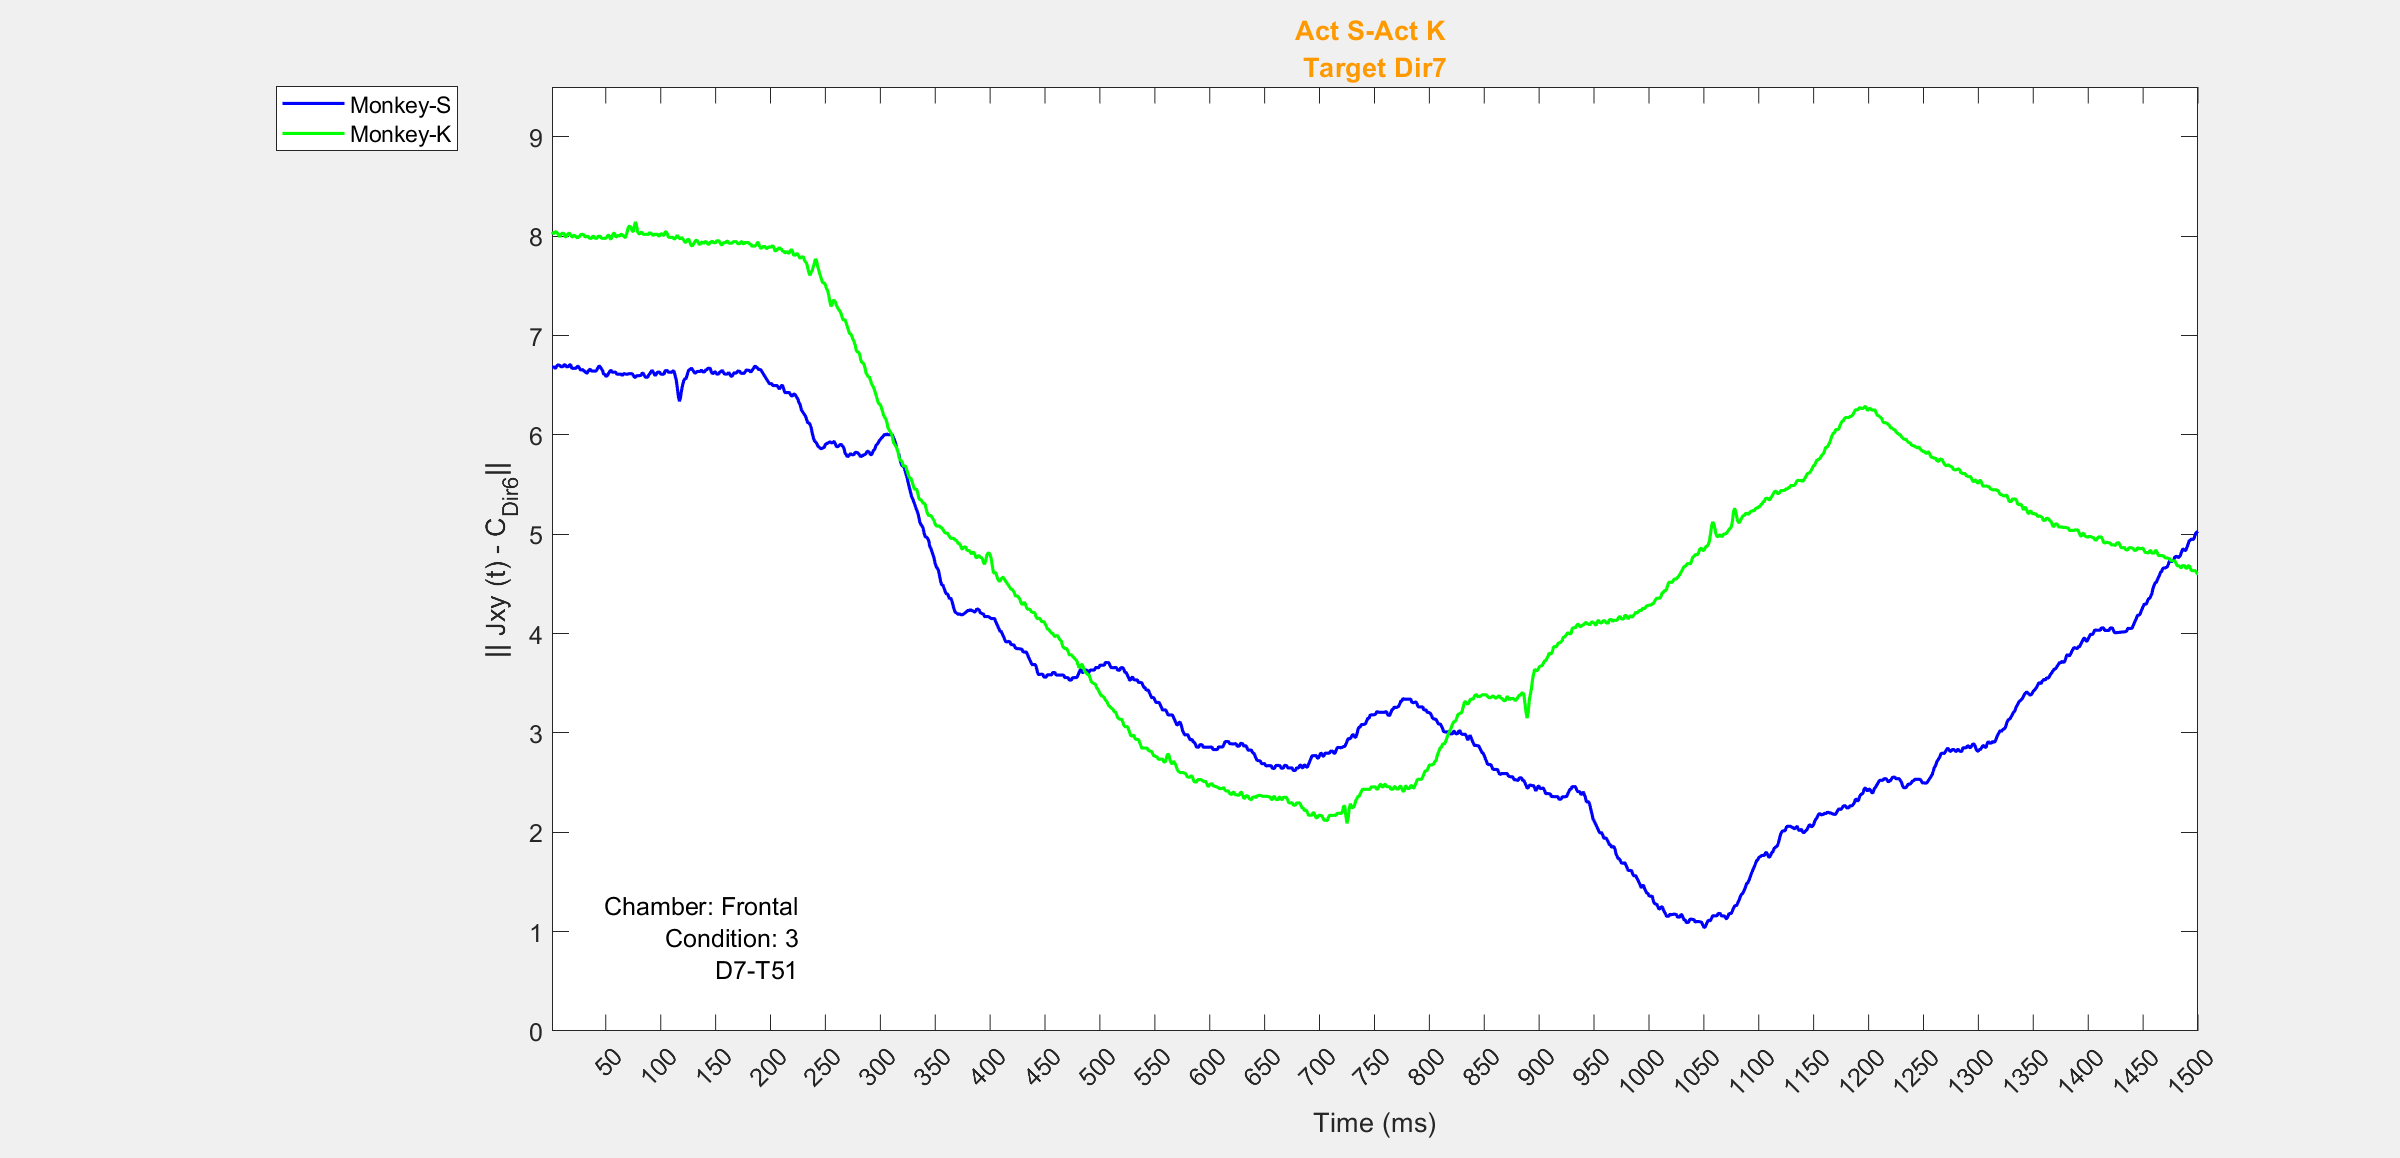 Act S-Act K
Target Dir7
Monkey-S
Monkey-K
9
8
7
6
5
4
3
2
1
0
|| Jxy (t) - C_Dir6||
Chamber: Frontal
Condition: 3
D7-T51
50 100 150 200 250 300 350 400 450 500 550 600 650 700 750 800 850 900 950 1000 1050 1100 1150 1200 1250 1300 1350 1400 1450 1500
Time (ms)